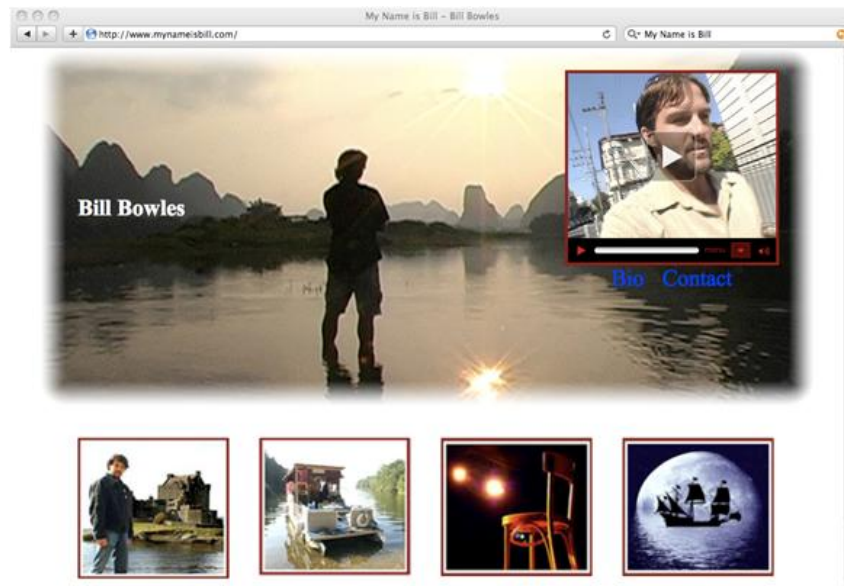 My Name is Bill - Bill Bowles
http://www.mynameisbill.com/
My Name is Bill
Bill Bowles
Bio Contact